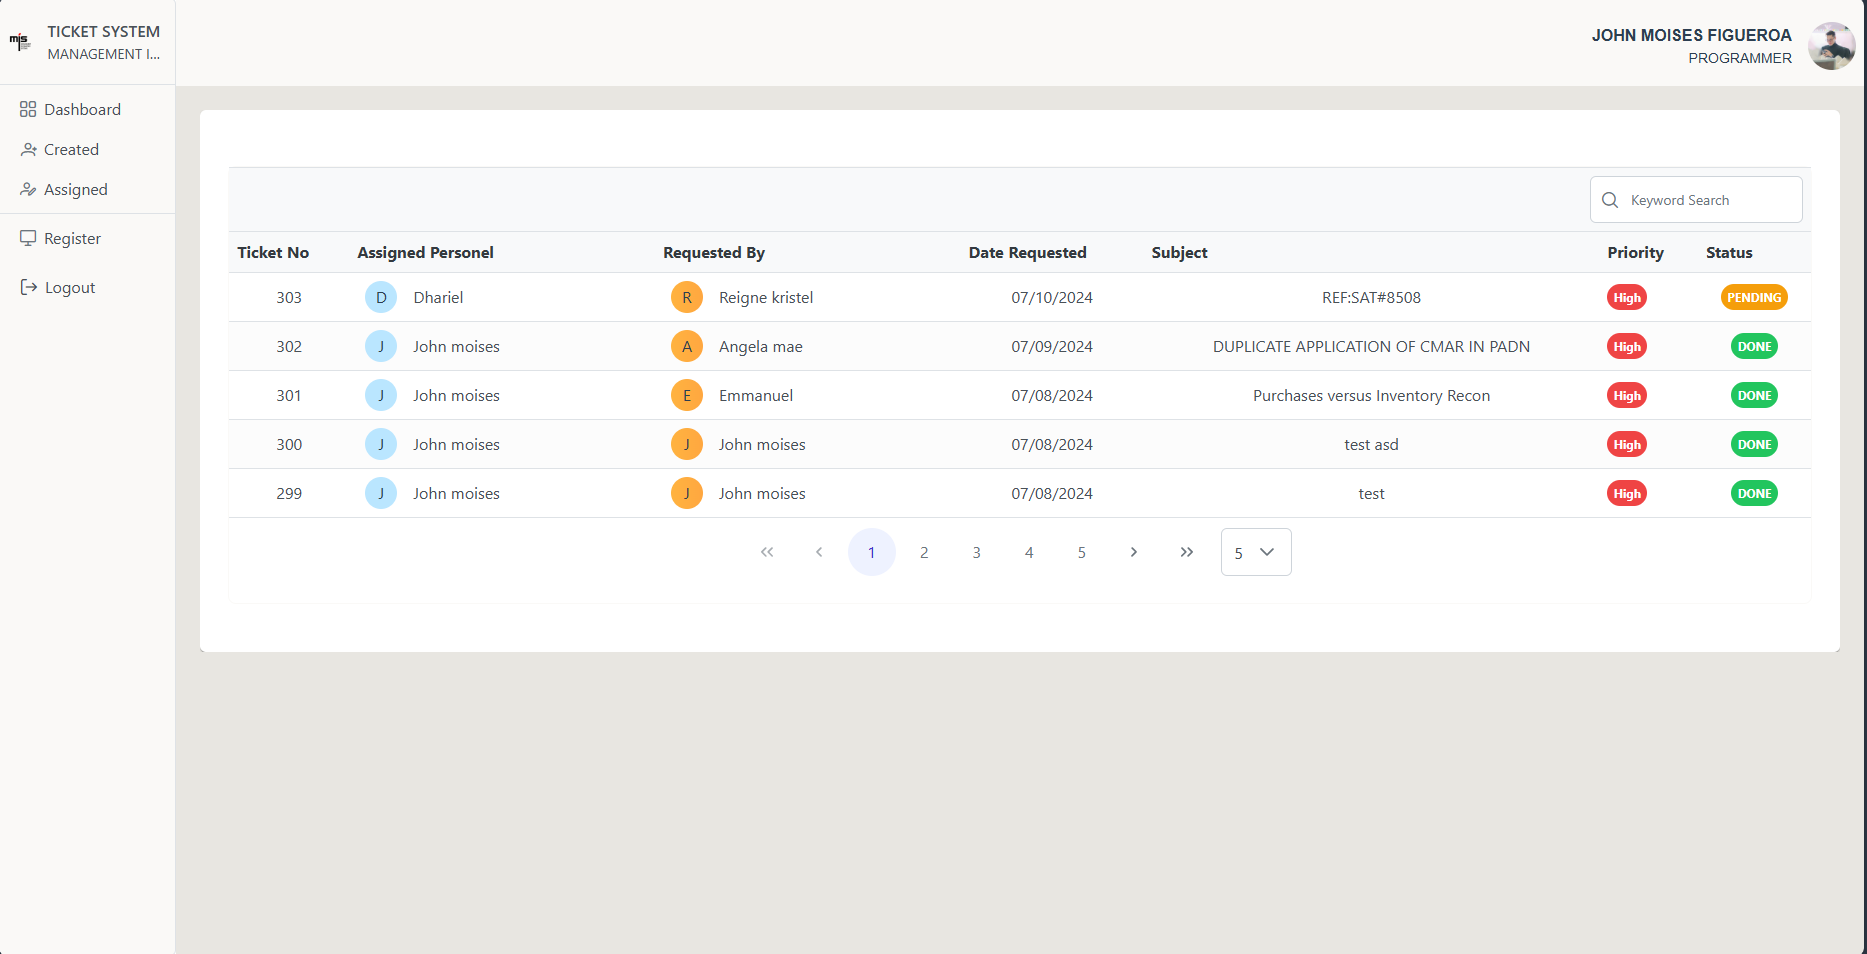 mis
TICKET SYSTEM
MANAGEMENT I...
JOHN MOISES FIGUEROA
PROGRAMMER
Dashboard
Created
Assigned
Register
Logout
Keyword Search
Ticket No Assigned Personel Requested By Date Requested Subject Priority Status
303 D Dhariel R Reigne kristel 07/10/2024 REF:SAT#8508 High PENDING
302 J John moises A Angela mae 07/09/2024 DUPLICATE APPLICATION OF CMAR IN PADN High DONE
301 J John moises E Emmanuel 07/08/2024 Purchases versus Inventory Recon High DONE
300 J John moises J John moises 07/08/2024 test asd High DONE
299 J John moises J John moises 07/08/2024 test High DONE
1 2 3 4 5 5